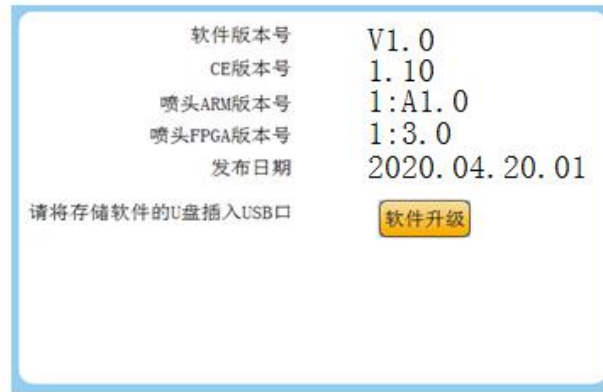 软件版本号 V1.0
CE版本号 1.10
喷头ARM版本号 1:A1.0
喷头FPGA版本号 1:3.0
发布日期 2020.04.20.01
请将存储软件的U盘插入USB口 软件升级